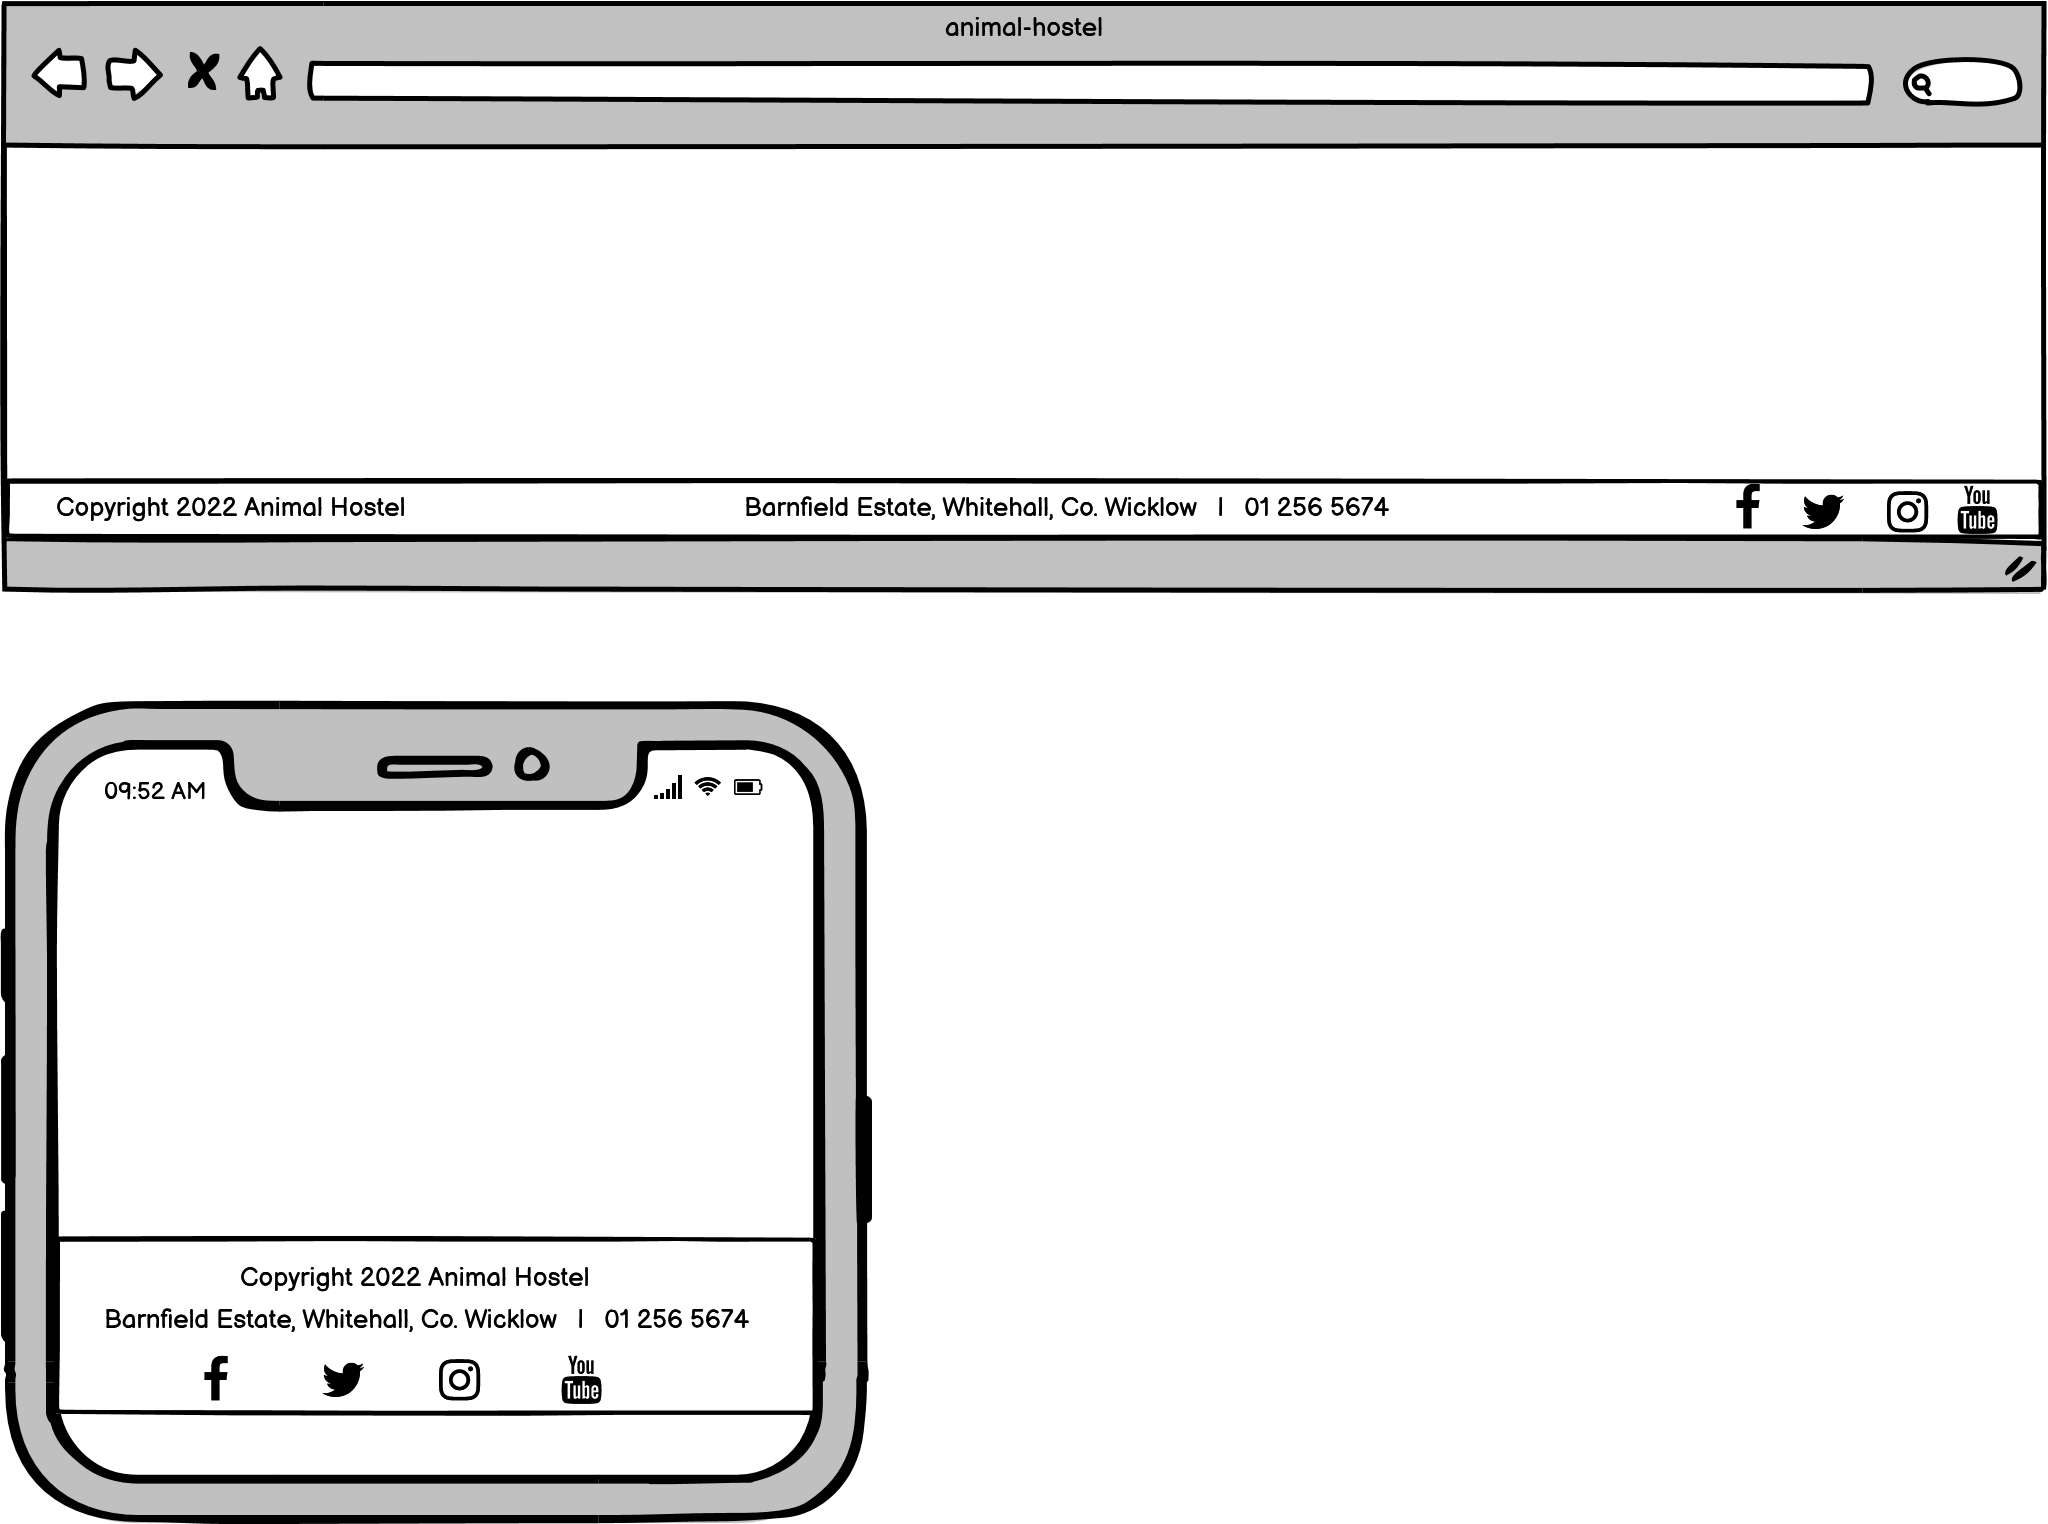 animal-hostel
Copyright 2022 Animal Hostel
Barnfield Estate, Whitehall, Co. Wicklow | 01 256 5674
You
Tube
09:52 AM
Copyright 2022 Animal Hostel
Barnfield Estate, Whitehall, Co. Wicklow | 01 256 5674
You
Tube